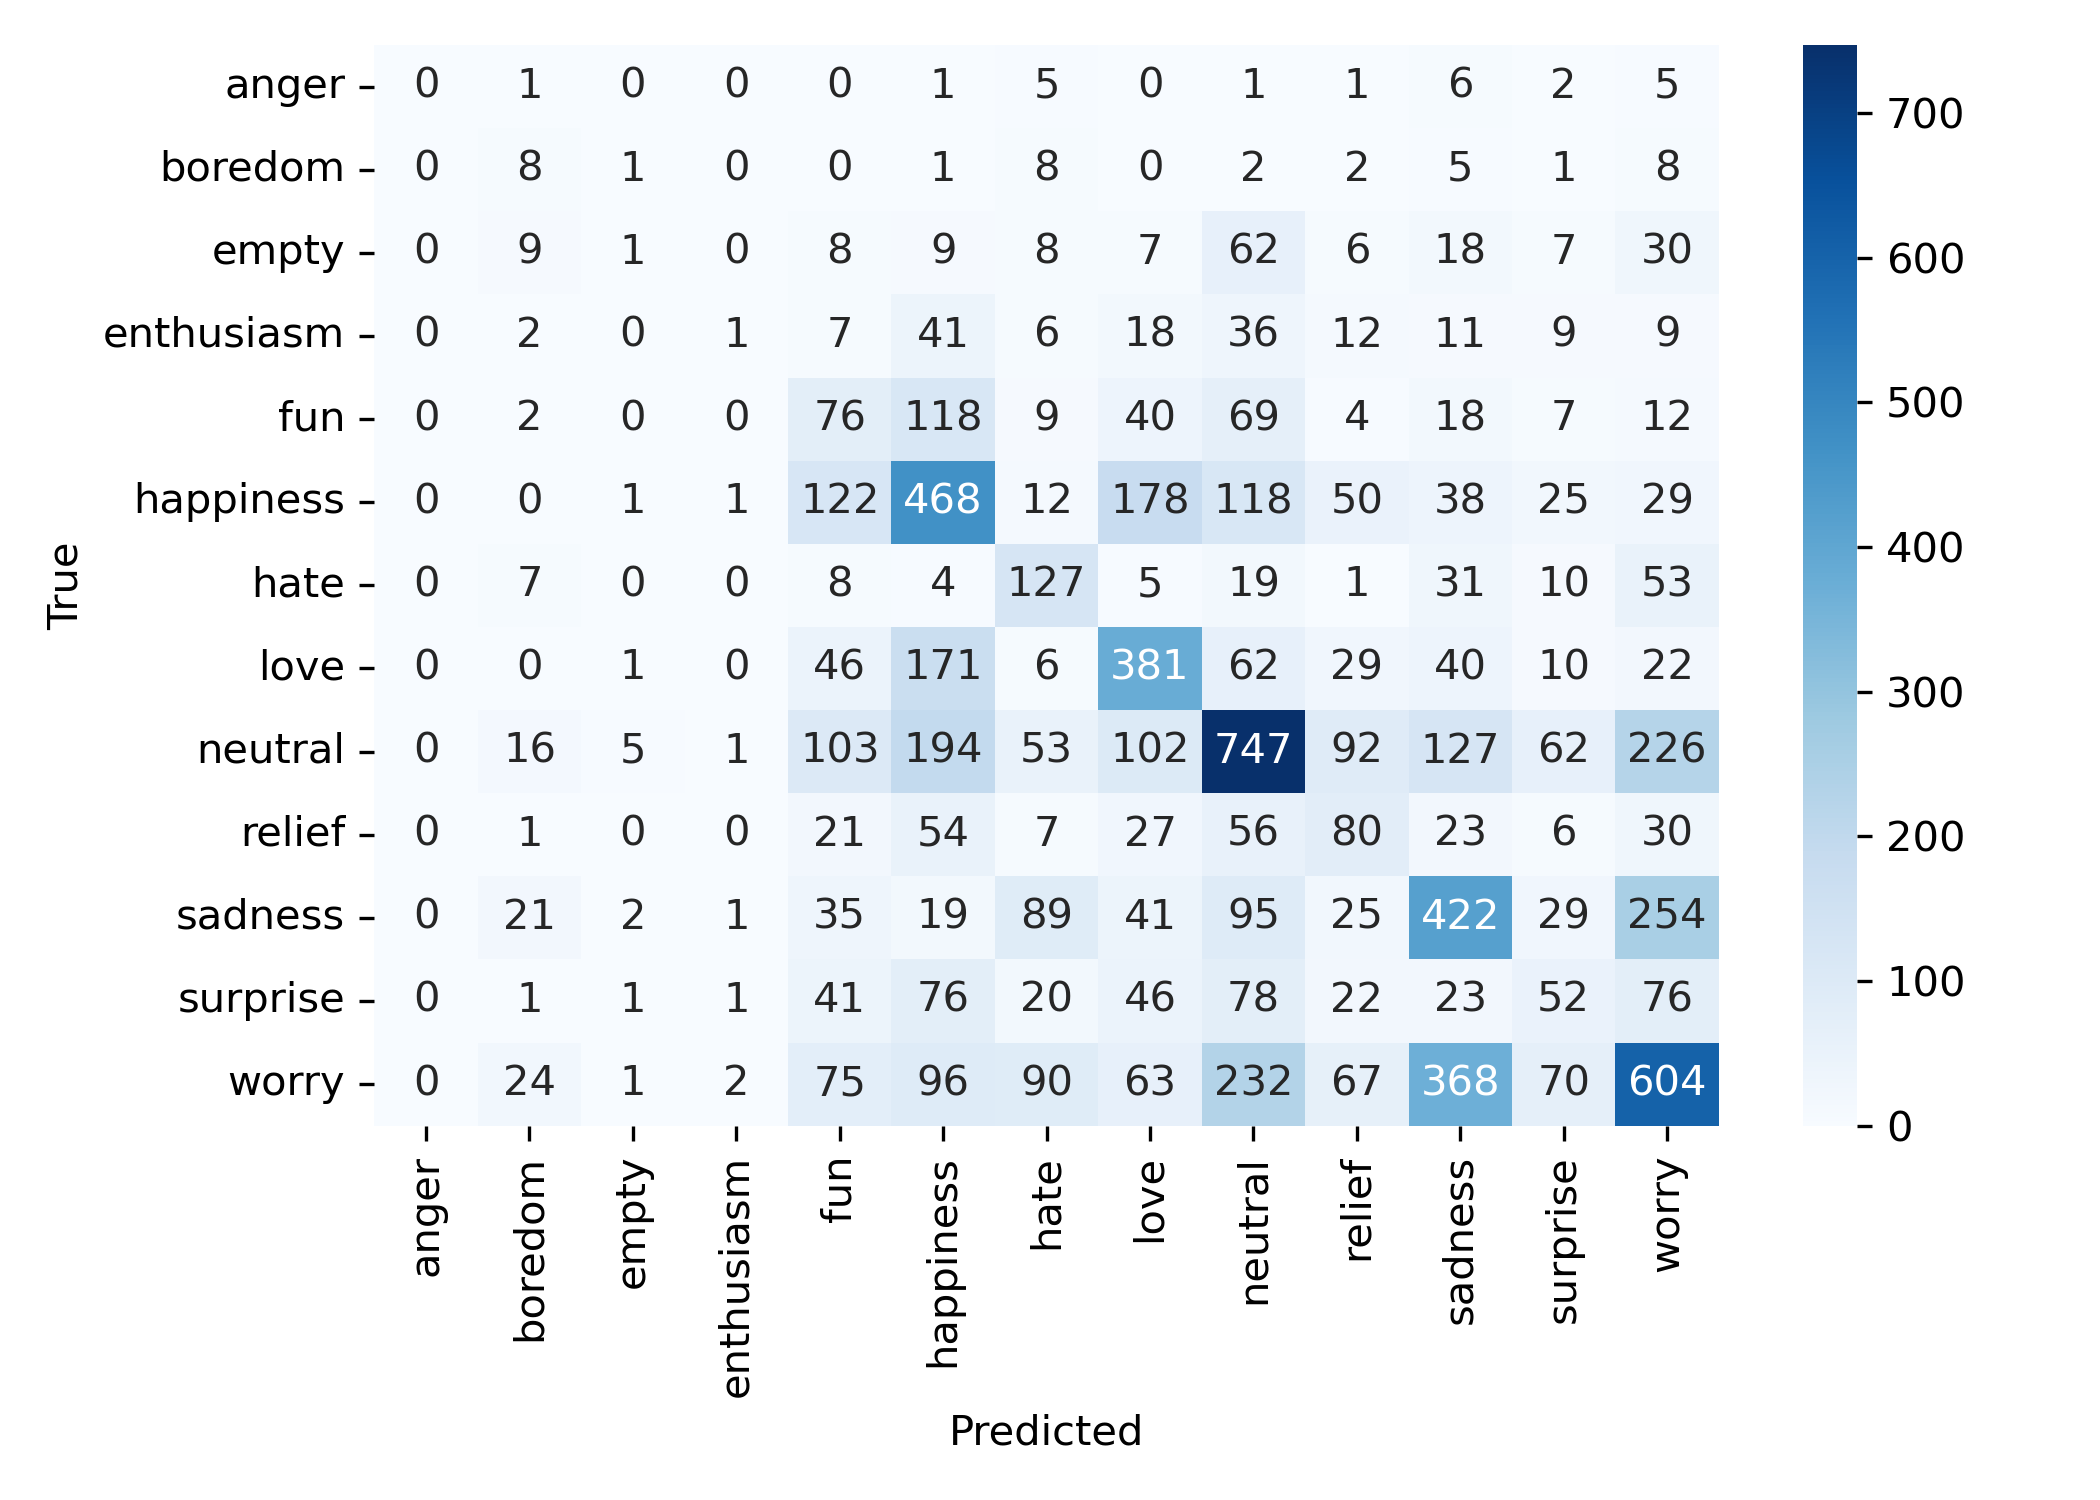 anger 0 1 0 0 0 1 5 0 1 1 6 2 5
boredom 0 8 1 0 0 1 8 0 2 2 5 1 8
empty 0 9 1 0 8 9 8 7 62 6 18 7 30
enthusiasm 0 2 0 1 7 41 6 18 36 12 11 9 9
fun 0 2 0 0 76 118 9 40 69 4 18 7 12
happiness 0 0 1 1 122 468 12 178 118 50 38 25 29
hate 0 7 0 0 8 4 127 5 19 1 31 10 53
love 0 0 1 0 46 171 6 381 62 29 40 10 22
neutral 0 16 5 1 103 194 53 102 747 92 127 62 226
relief 0 1 0 0 21 54 7 27 56 80 23 6 30
sadness 0 21 2 1 35 19 89 41 95 25 422 29 254
surprise 0 1 1 1 41 76 20 46 78 22 23 52 76
worry 0 24 1 2 75 96 90 63 232 67 368 70 604
True
anger boredom empty enthusiasm fun happiness hate love neutral relief sadness surprise worry
Predicted
700
600
500
400
300
200
100
0